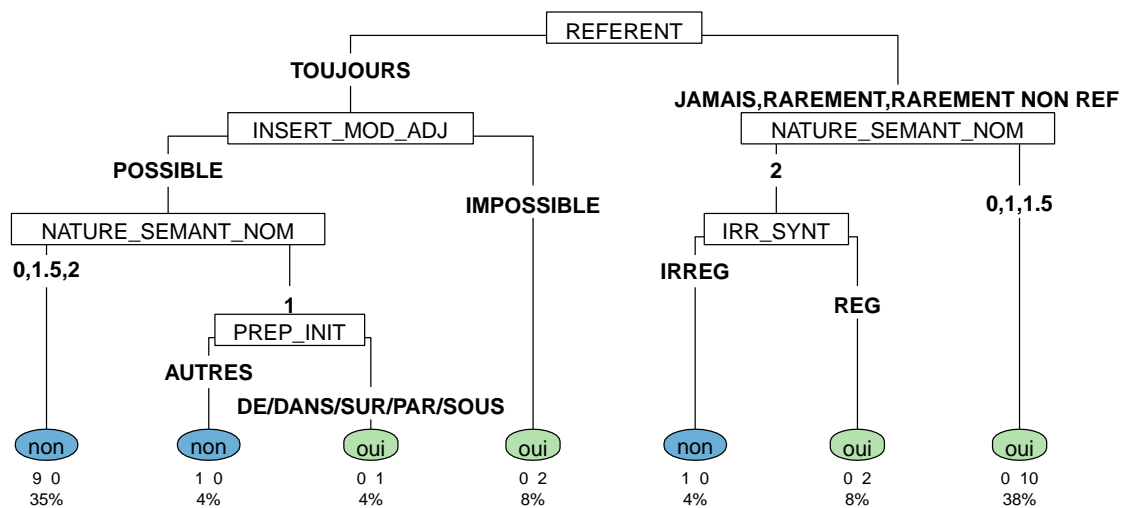 REFERENT
TOUJOURS
JAMAIS,RAREMENT,RAREMENT NON REF
INSERT_MOD_ADJ
NATURE_SEMANT_NOM
POSSIBLE
2
IMPOSSIBLE
0,1,1.5
NATURE_SEMANT_NOM
IRR_SYNT
0,1.5,2
IRREG
1
REG
PREP_INIT
AUTRES
DE/DANS/SUR/PAR/SOUS
non non oui oui non oui oui
9 0 1 0 0 1 0 2 1 0 0 2 0 10
35% 4% 4% 8% 4% 8% 38%